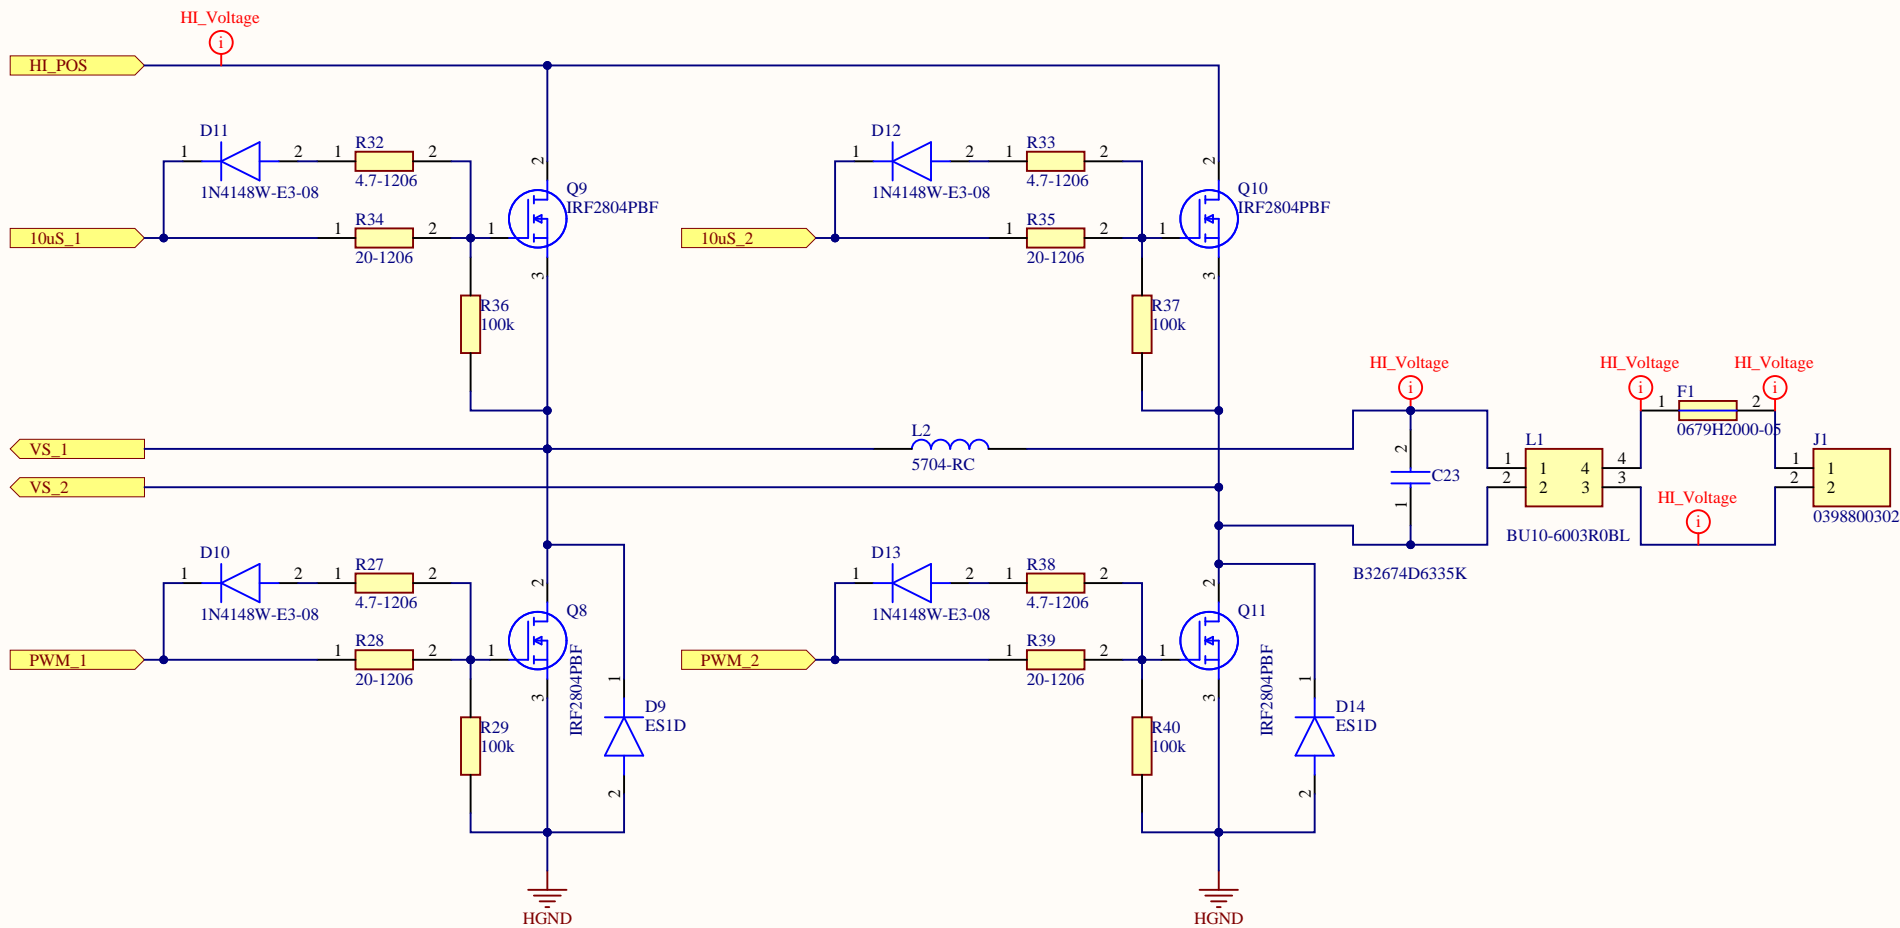 HI_Voltage
i
HI_POS
D11
1
2
1N4148W-E3-08
R32
1
2
4.7-1206
10uS_1
R34
1
2
20-1206
1
2
3
Q9
IRF2804PBF
R36
100k
D12
1
2
1N4148W-E3-08
R33
1
2
4.7-1206
10uS_2
R35
1
2
20-1206
1
2
3
Q10
IRF2804PBF
R37
100k
VS_1
VS_2
L2
5704-RC
HI_Voltage
i
2
1
C23
B32674D6335K
L1
1
2
1
2
4
3
4
3
BU10-6003R0BL
HI_Voltage
i
HI_Voltage
i
F1
1
2
0679H2000-05
HI_Voltage
i
J1
1
2
1
2
0398800302
D10
1
2
1N4148W-E3-08
R27
1
2
4.7-1206
PWM_1
R28
1
2
20-1206
1
2
3
Q8
IRF2804PBF
R29
100k
1
2
D9
ES1D
HGND
D13
1
2
1N4148W-E3-08
R38
1
2
4.7-1206
PWM_2
R39
1
2
20-1206
1
2
3
Q11
IRF2804PBF
R40
100k
1
2
D14
ES1D
HGND